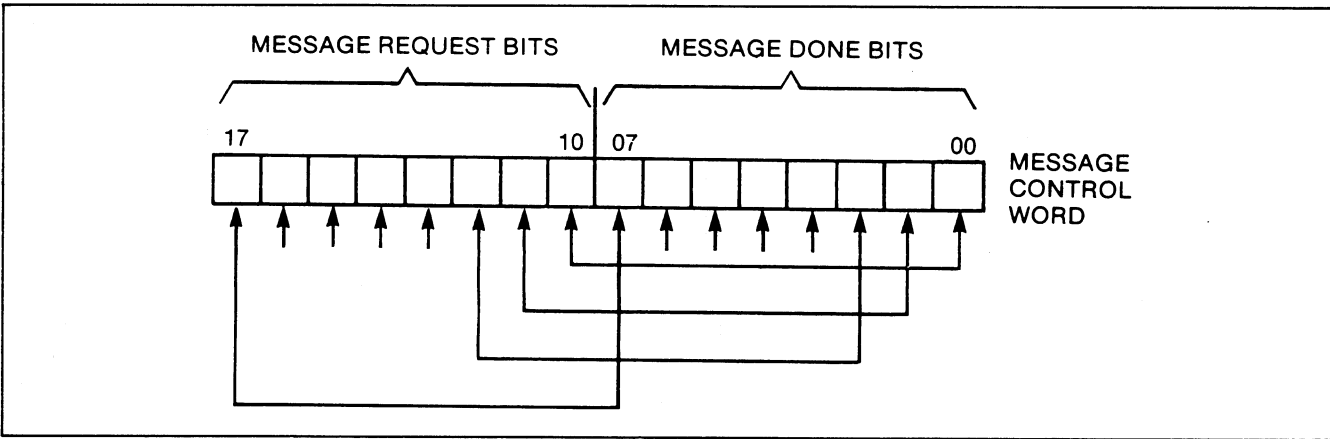 MESSAGE REQUEST BITS
MESSAGE DONE BITS
17
10
07
00
MESSAGE
CONTROL
WORD